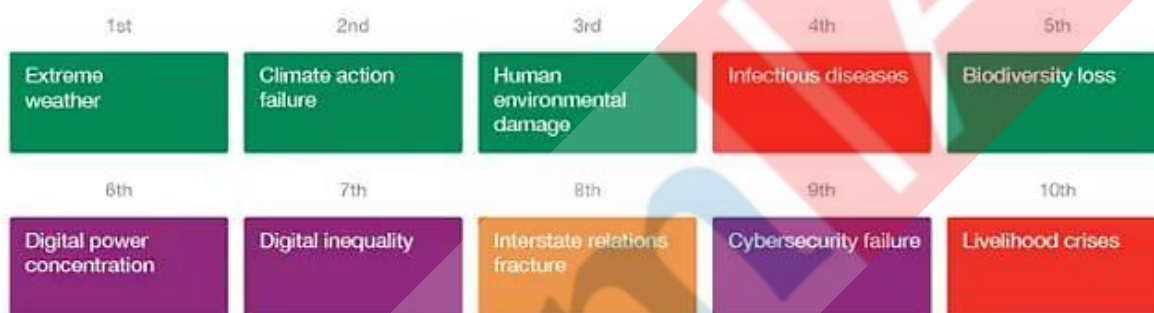 1st 2nd 3rd 4th 5th
Extreme weather
Climate action failure
Human environmental damage
Infectious diseases
Biodiversity loss
6th 7th 8th 9th 10th
Digital power concentration
Digital inequality
Interstate relations fracture
Cybersecurity failure
Livelihood crises